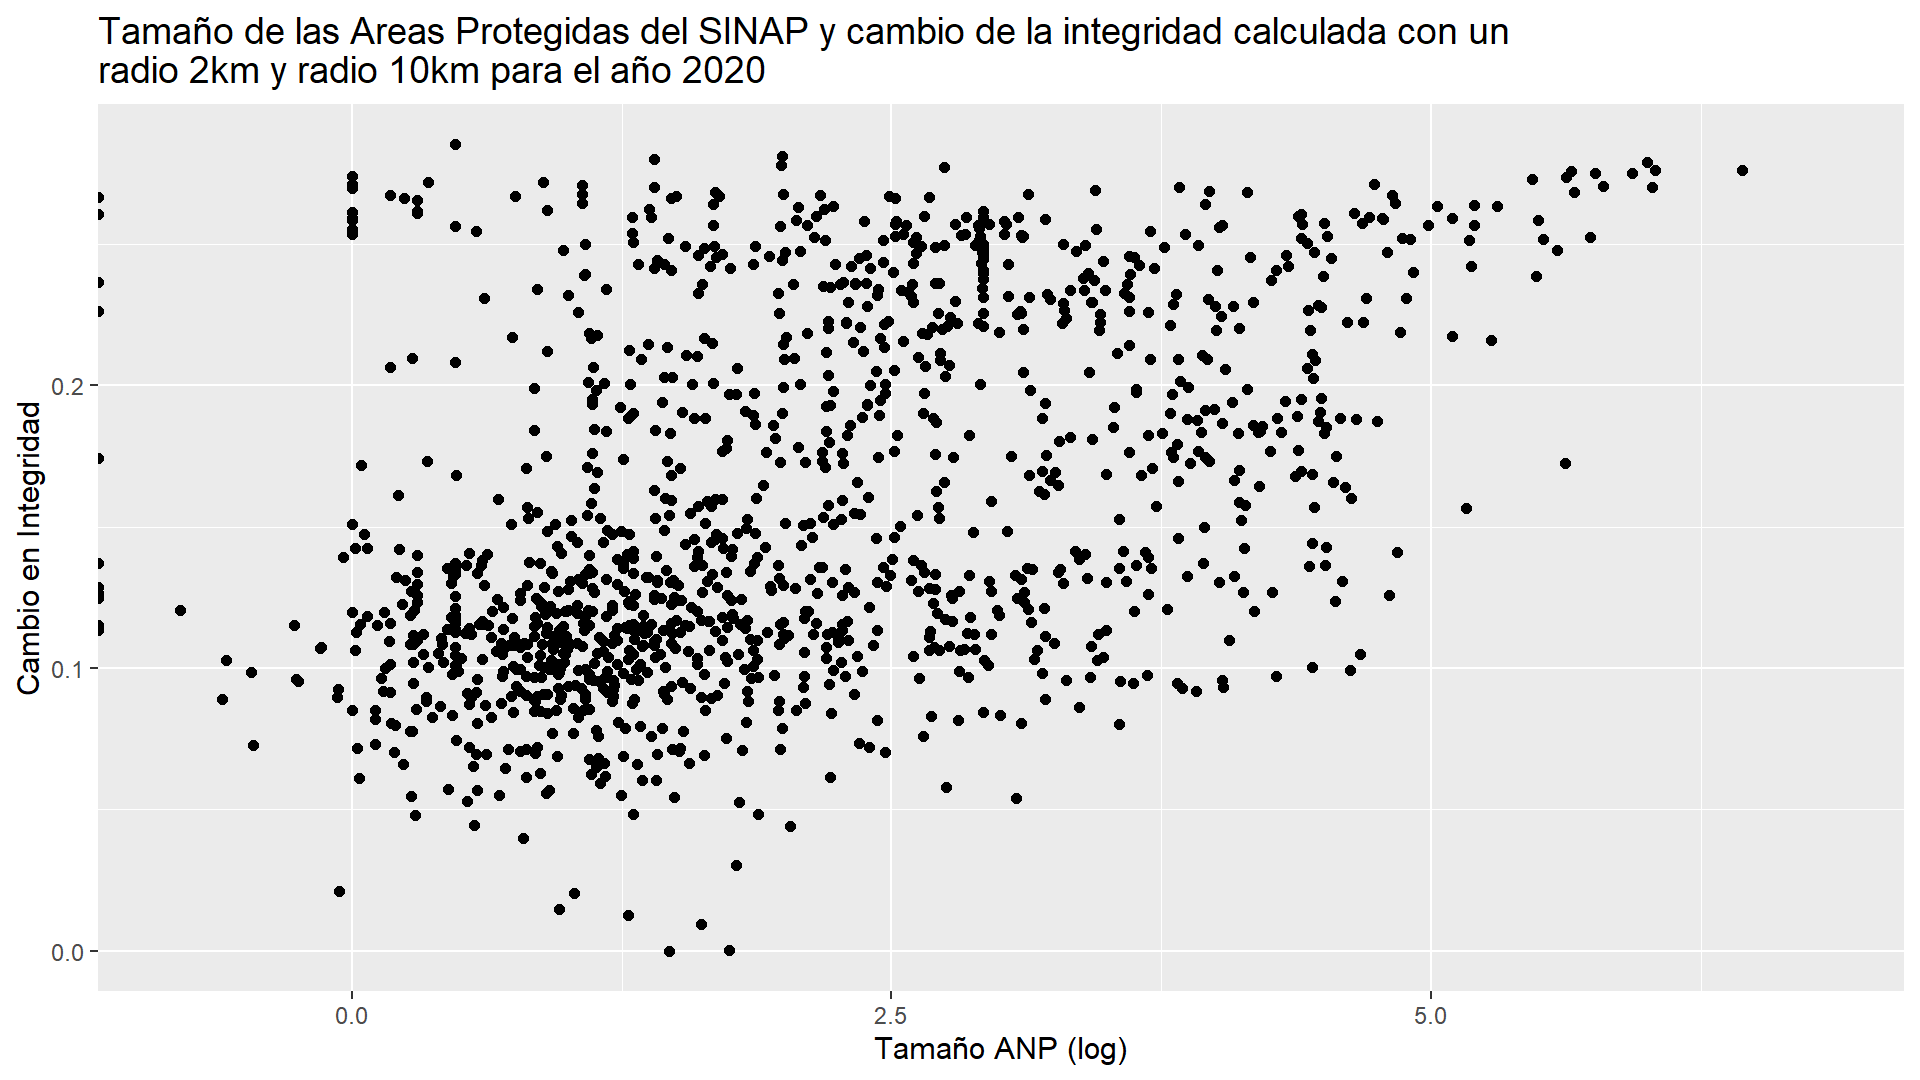 Tamaño de las Areas Protegidas del SINAP y cambio de la integridad calculada con un
radio 2km y radio 10km para el año 2020
Cambio en Integridad
0.2
0.1
0.0
0.0
2.5
5.0
Tamaño ANP (log)